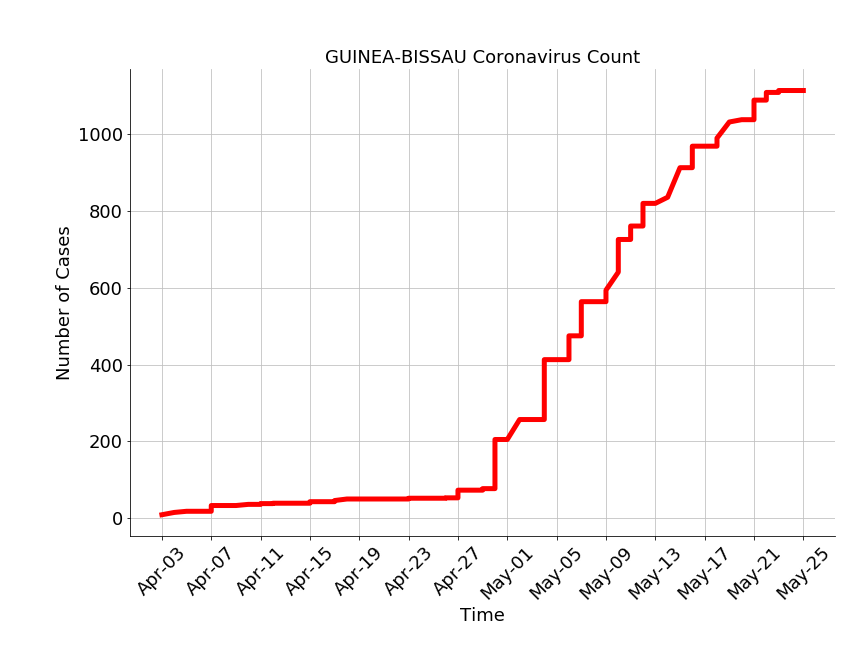 GUINEA-BISSAU Coronavirus Count
Number of Cases
1000
800
600
400
200
0
Apr-03
Apr-07
Apr-11
Apr-15
Apr-19
Apr-23
Apr-27
May-01
May-05
May-09
May-13
May-17
May-21
May-25
Time